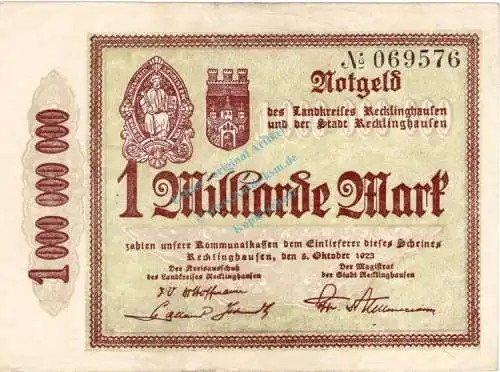 № 069576
Notgeld
des Landkreises Recklinghausen
und der Stadt Recklinghausen
1 Milliarde Mark
1 000 000 000
zahlen unsere Kommunalkassen dem Einlieferer dieses Scheines
Recklinghausen, den 5. Oktober 1923
Der Kreisausschuß
des Landkreises Recklinghausen
Der Magistrat
der Stadt Recklinghausen